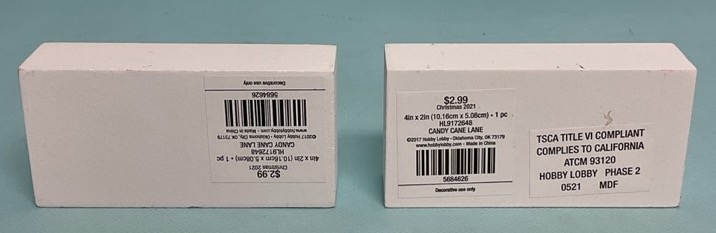 $2.99
Christmas 2021
4in x 2in (10.16cm x 5.08cm) • 1 pc
HL9172648
CANDY CANE LANE
©2017 Hobby Lobby • Oklahoma City, OK 73179
www.hobbylobby.com • Made in China
5684626
Decorative use only
$2.99
Christmas 2021
4in x 2in (10.16cm x 5.08cm) • 1 pc
HL9172648
CANDY CANE LANE
©2017 Hobby Lobby • Oklahoma City, OK 73179
www.hobbylobby.com • Made in China
5684626
Decorative use only
TSCA TITLE VI COMPLIANT
COMPLIES TO CALIFORNIA
ATCM 93120
HOBBY LOBBY PHASE 2
0521 MDF